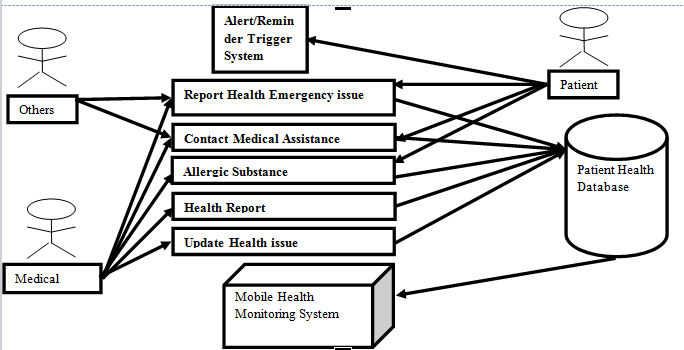 Alert/Remin
der Trigger
System
Patient
Report Health Emergency issue
Others
Contact Medical Assistance
Allergic Substance
Patient Health
Database
Health Report
Update Health issue
Medical
Mobile Health
Monitoring System